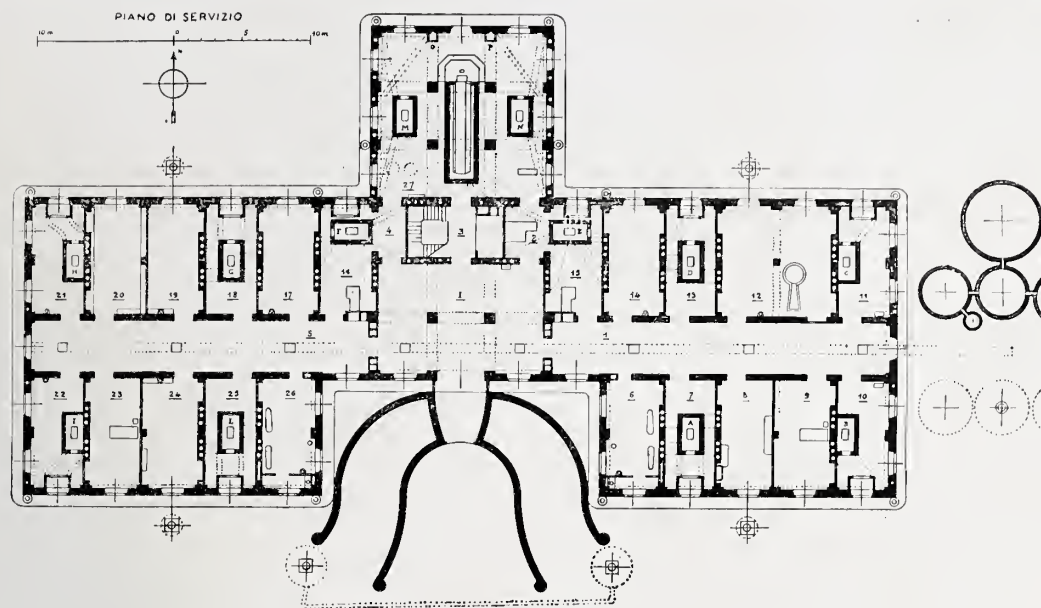 PIANO DI SERVIZIO
10 m 0 5 10 m
N
O P
M N
27
F 4 3 2 E
H G D C
21 20 19 18 17 16 1 15 14 13 12 11
5 1
22 23 24 25 26 6 7 8 9 10
I L A B